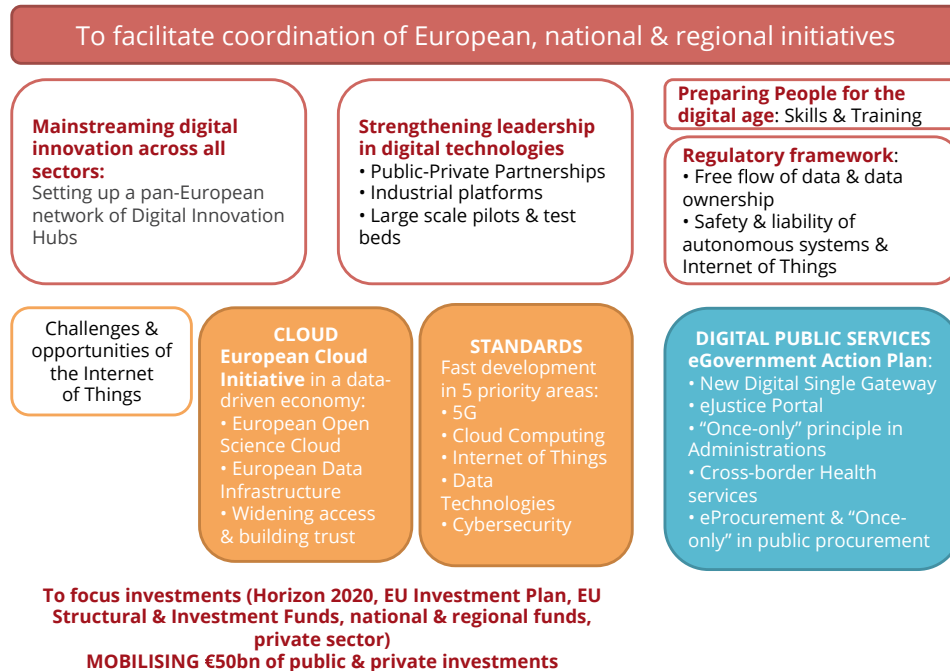 To facilitate coordination of European, national & regional initiatives
Mainstreaming digital
innovation across all
sectors:
Setting up a pan-European
network of Digital Innovation
Hubs
Strengthening leadership
in digital technologies
• Public-Private Partnerships
• Industrial platforms
• Large scale pilots & test
beds
Preparing People for the
digital age: Skills & Training
Regulatory framework:
• Free flow of data & data
ownership
• Safety & liability of
autonomous systems &
Internet of Things
Challenges &
opportunities of
the Internet
of Things
CLOUD
European Cloud
Initiative in a data-
driven economy:
• European Open
Science Cloud
• European Data
Infrastructure
• Widening access
& building trust
STANDARDS
Fast development
in 5 priority areas:
• 5G
• Cloud Computing
• Internet of Things
• Data
Technologies
• Cybersecurity
DIGITAL PUBLIC SERVICES
eGovernment Action Plan:
• New Digital Single Gateway
• eJustice Portal
• “Once-only” principle in
Administrations
• Cross-border Health
services
• eProcurement & “Once-
only” in public procurement
To focus investments (Horizon 2020, EU Investment Plan, EU
Structural & Investment Funds, national & regional funds,
private sector)
MOBILISING €50bn of public & private investments